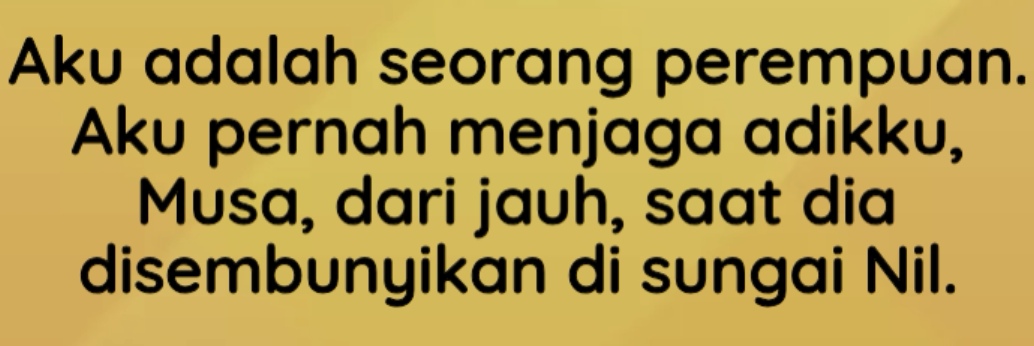 Aku adalah seorang perempuan.
Aku pernah menjaga adikku,
Musa, dari jauh, saat dia
disembunyikan di sungai Nil.